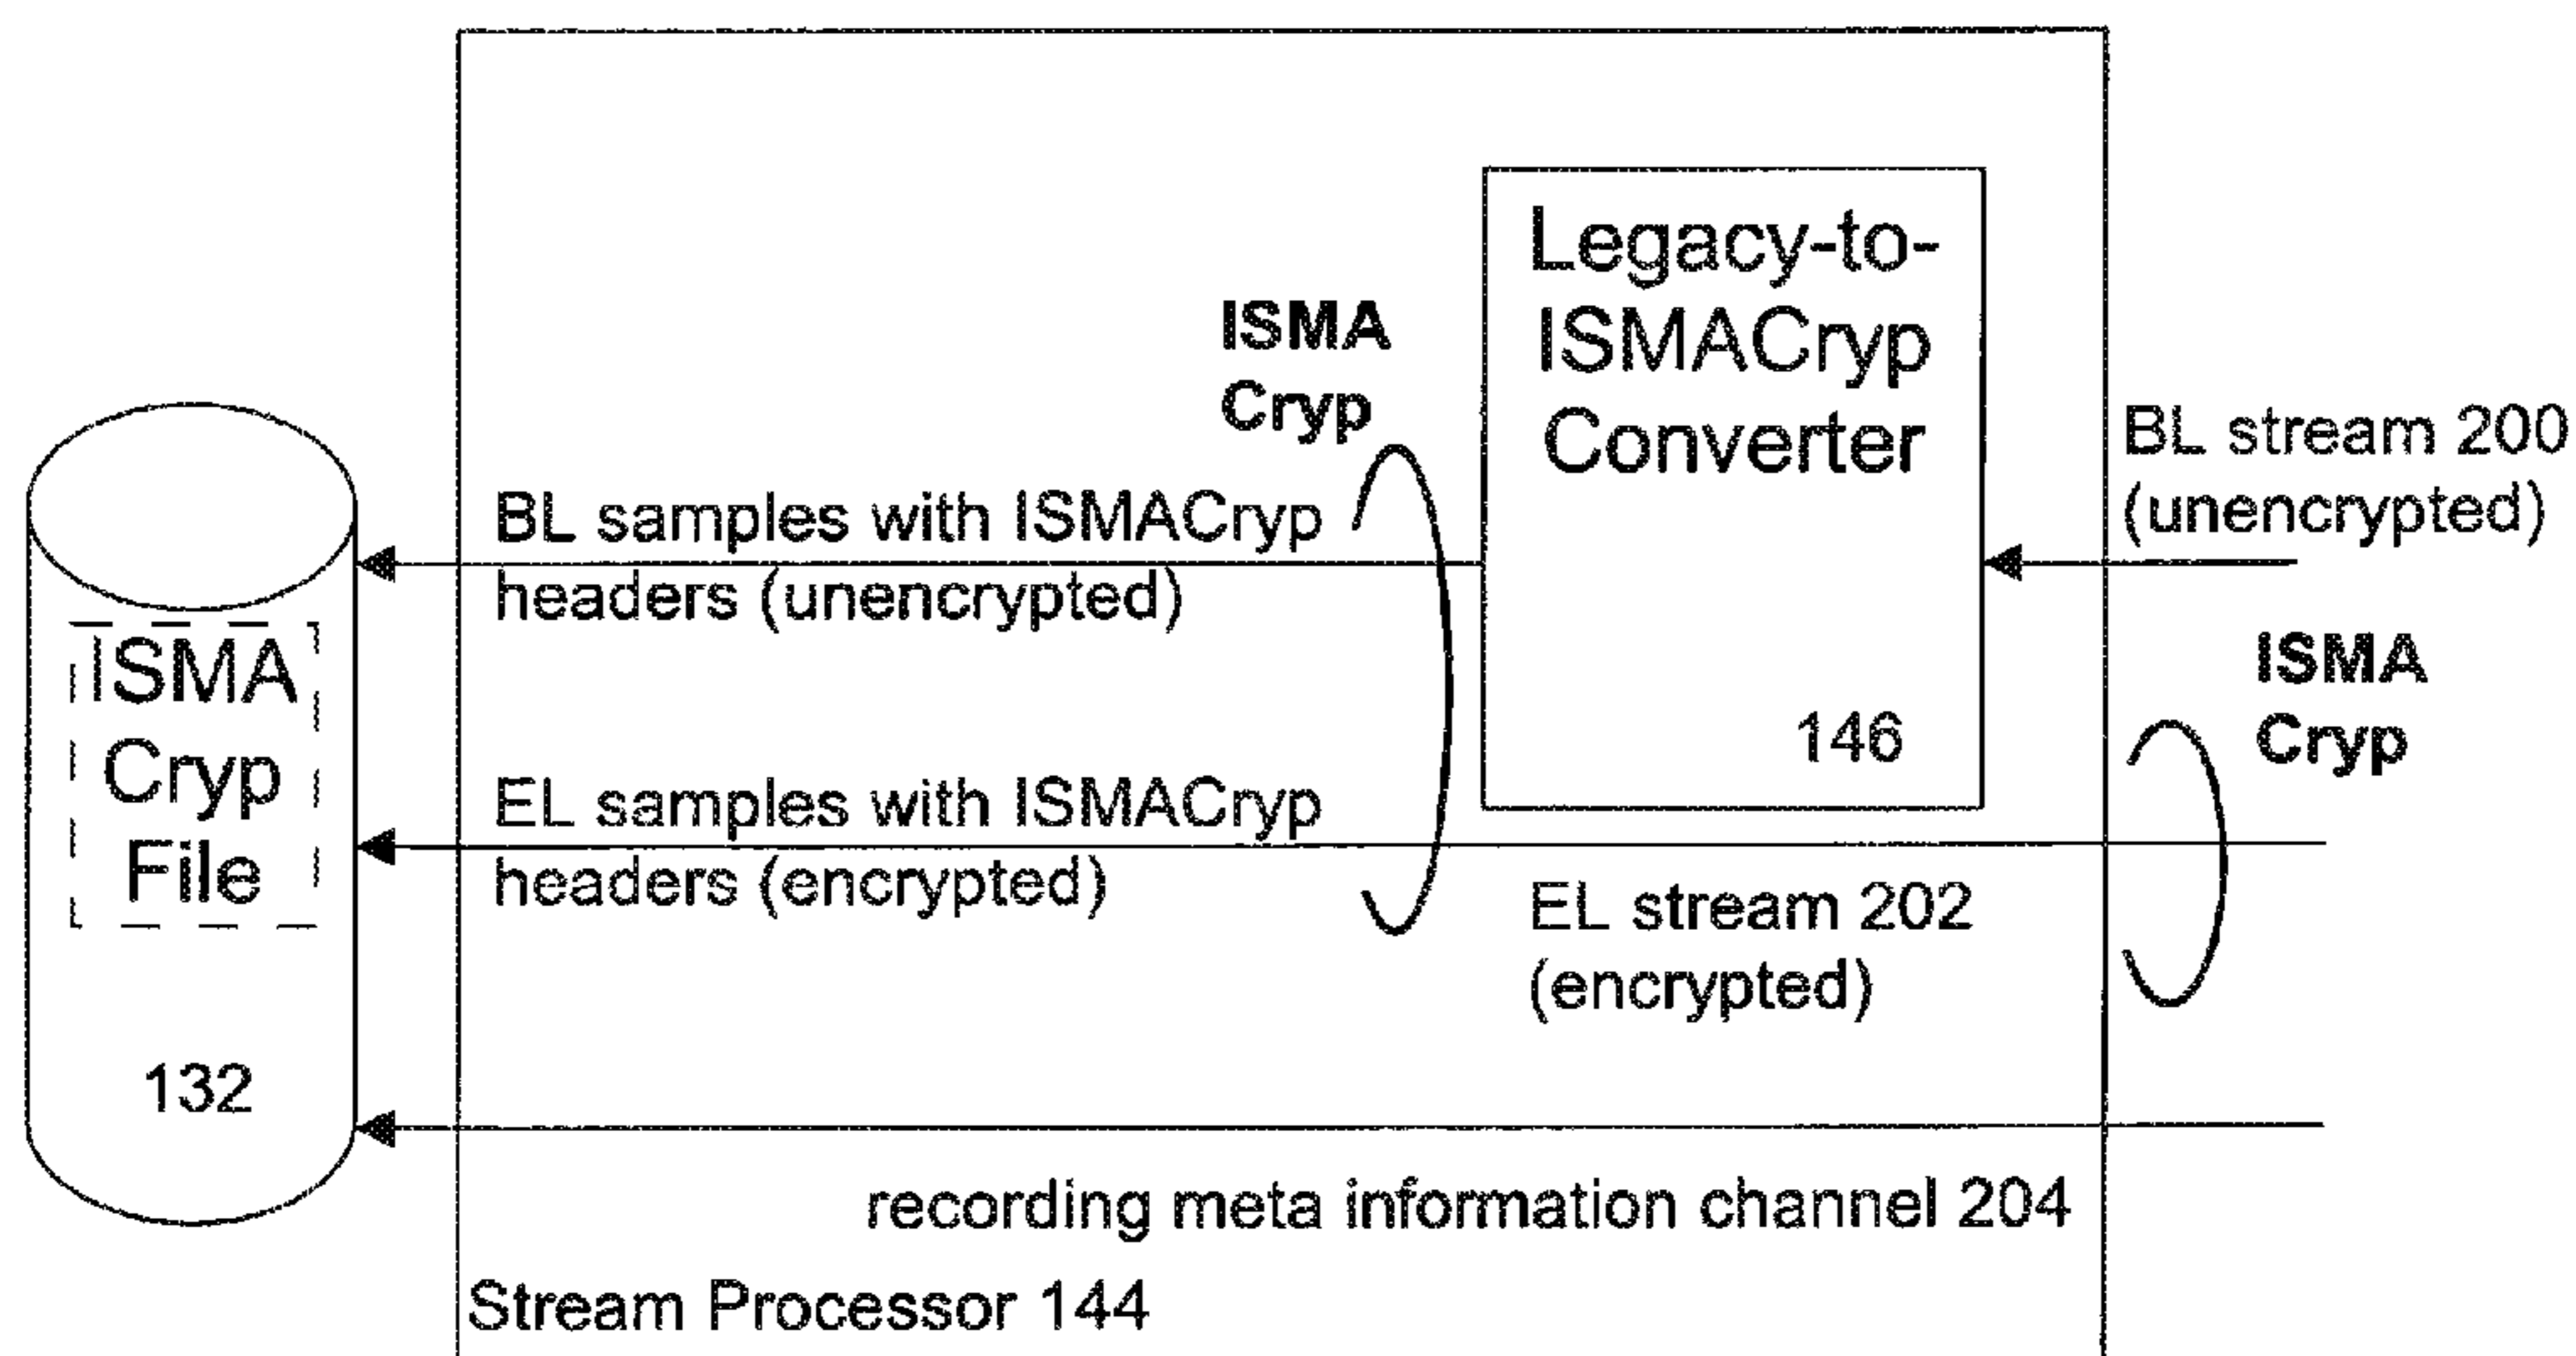 Legacy-to-
ISMACryp
Converter
146
ISMA
Cryp
BL stream 200
(unencrypted)
BL samples with ISMACryp
headers (unencrypted)
ISMA
Cryp
File
132
ISMA
Cryp
EL samples with ISMACryp
headers (encrypted)
EL stream 202
(encrypted)
recording meta information channel 204
Stream Processor 144